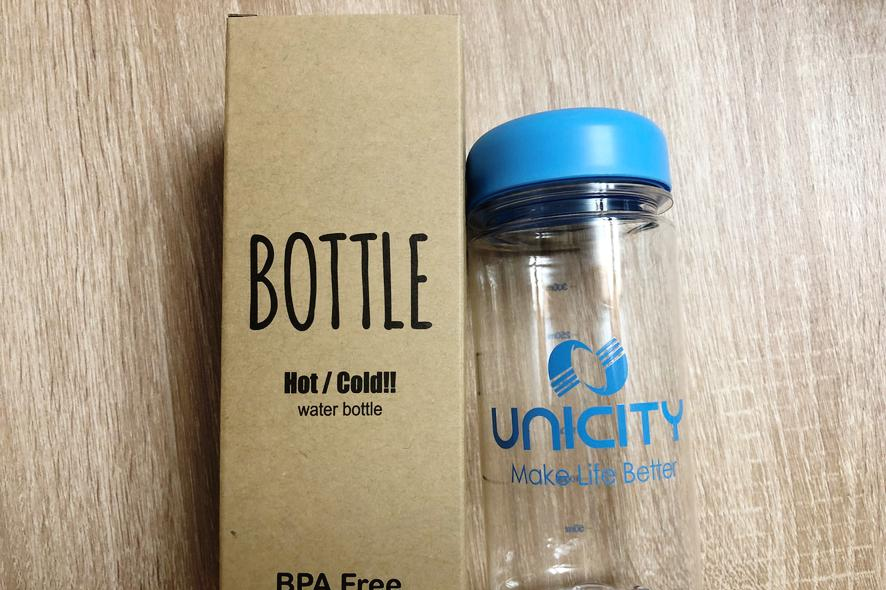 BOTTLE
Hot / Cold!!
water bottle
BPA Free
UNICITY
Make Life Better